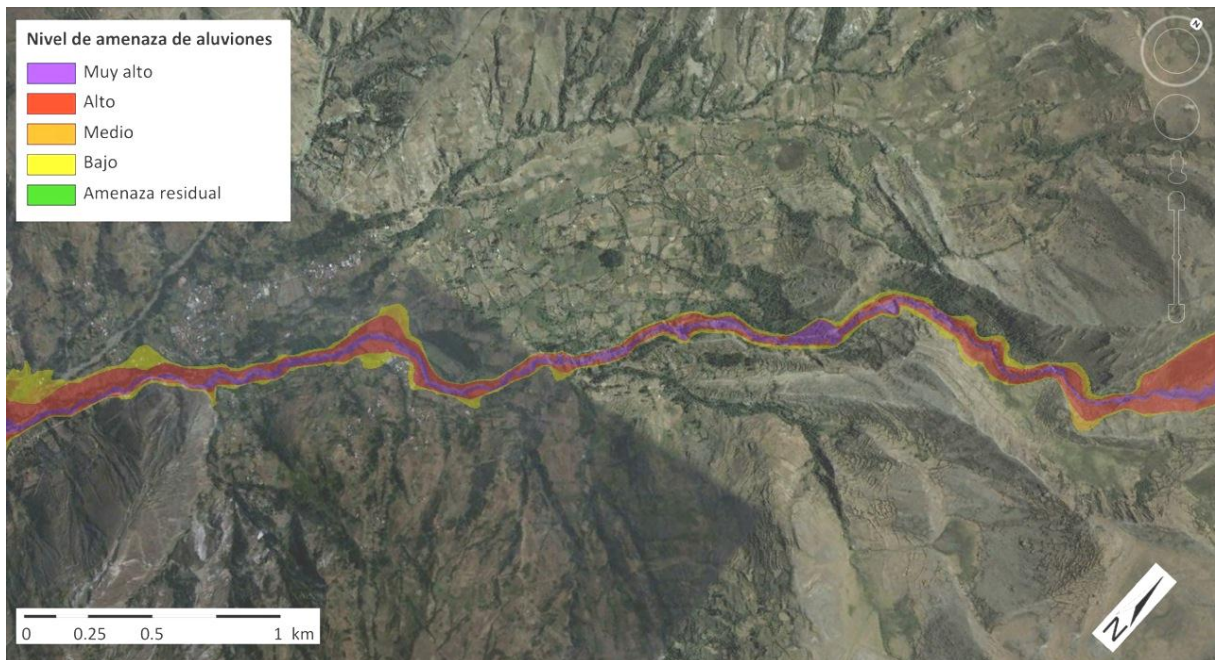 Nivel de amenaza de aluviones
Muy alto
Alto
Medio
Bajo
Amenaza residual
N
0 0.25 0.5 1 km
N